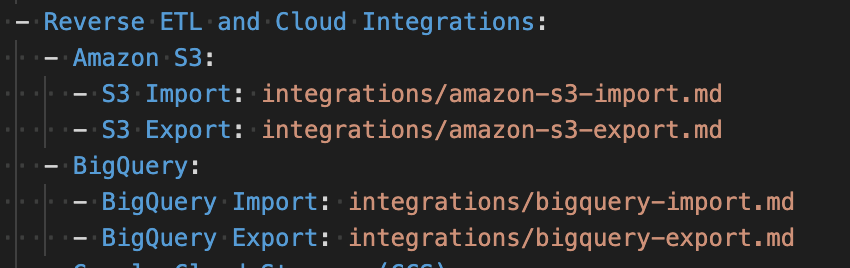 - Reverse ETL and Cloud Integrations:
- Amazon S3:
- S3 Import: integrations/amazon-s3-import.md
- S3 Export: integrations/amazon-s3-export.md
- BigQuery:
- BigQuery Import: integrations/bigquery-import.md
- BigQuery Export: integrations/bigquery-export.md